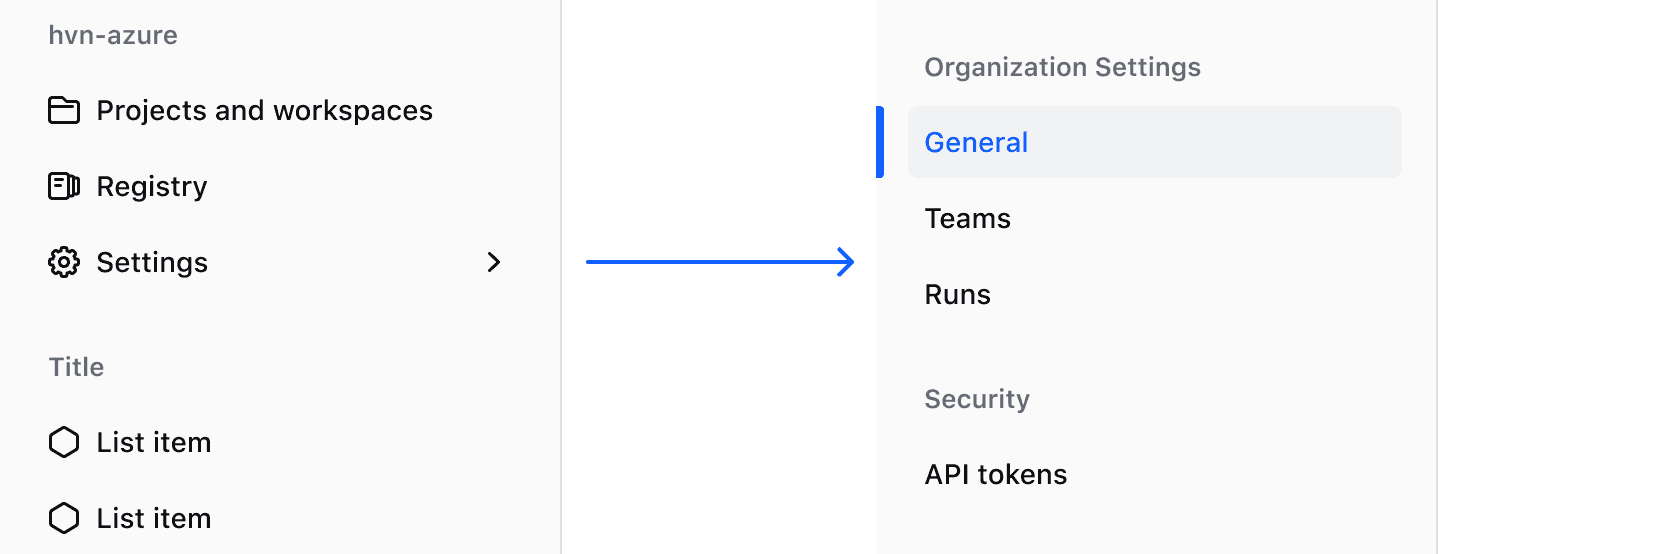 hvn-azure
Projects and workspaces
Registry
Settings
Title
List item
List item
Organization Settings
General
Teams
Runs
Security
API tokens